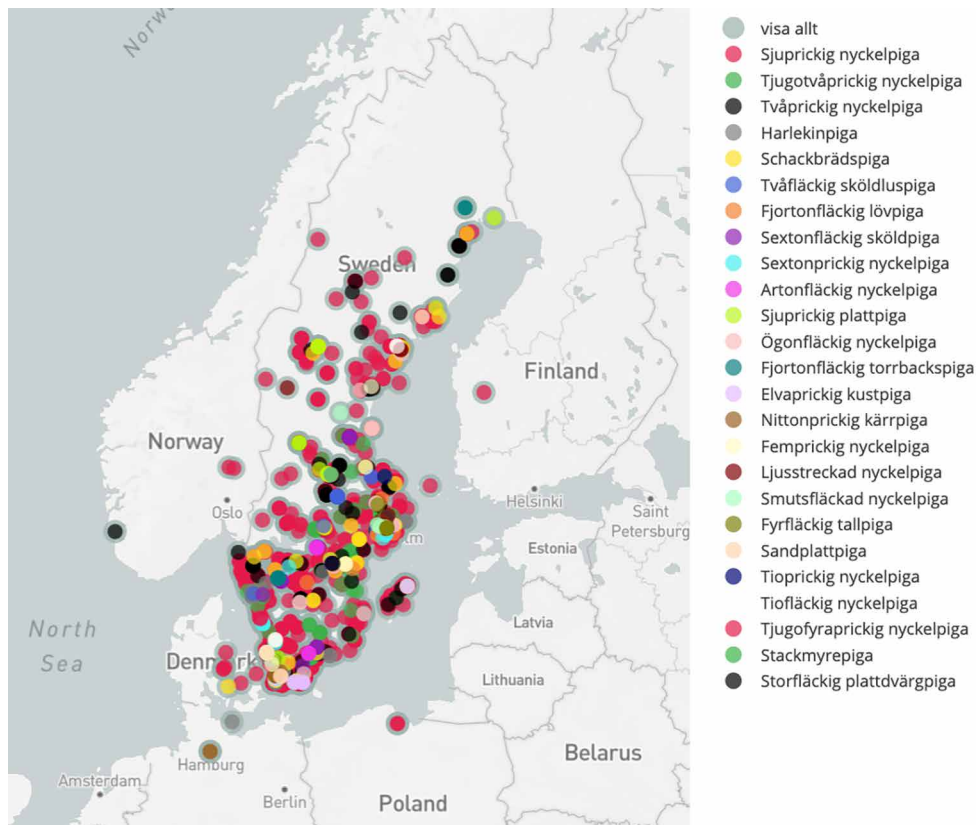 Norw
Sweden
Finland
Norway
Oslo
Helsinki
Saint
Petersburg
Estonia
North
Sea
Latvia
Denmark
Lithuania
Hamburg
Belarus
Amsterdam
Berlin
Poland
visa allt
Sjuprickig nyckelpiga
Tjugotvåprickig nyckelpiga
Tvåprickig nyckelpiga
Harlekinpiga
Schackbrädspiga
Tvåfläckig sköldluspiga
Fjortonfläckig lövpiga
Sextonfläckig sköldpiga
Sextonprickig nyckelpiga
Artonfläckig nyckelpiga
Sjuprickig plattpiga
Ögonfläckig nyckelpiga
Fjortonfläckig torrbackspiga
Elvaprickig kustpiga
Nittonprickig kärrpiga
Femprickig nyckelpiga
Ljusstreckad nyckelpiga
Smutsfläckad nyckelpiga
Fyrfläckig tallpiga
Sandplattpiga
Tioprickig nyckelpiga
Tiofläckig nyckelpiga
Tjugofyraprickig nyckelpiga
Stackmyrepiga
Storfläckig plattdvärgpiga